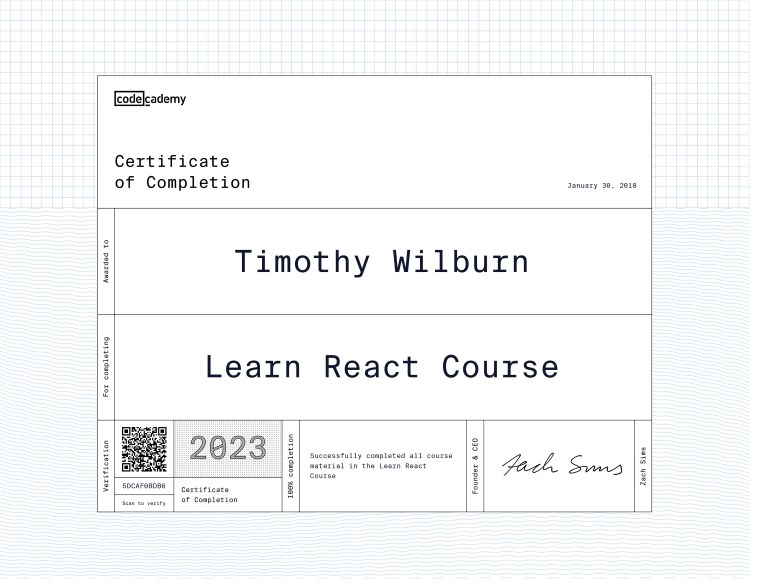 codecademy
Certificate
of Completion
January 30, 2018
Awarded to
Timothy Wilburn
For completing
Learn React Course
Verification
5DCAF08DB6
Scan to verify
2023
Certificate
of Completion
100% completion
Successfully completed all course
material in the Learn React
Course
Founder & CEO
Zach Sims
Zach Sims